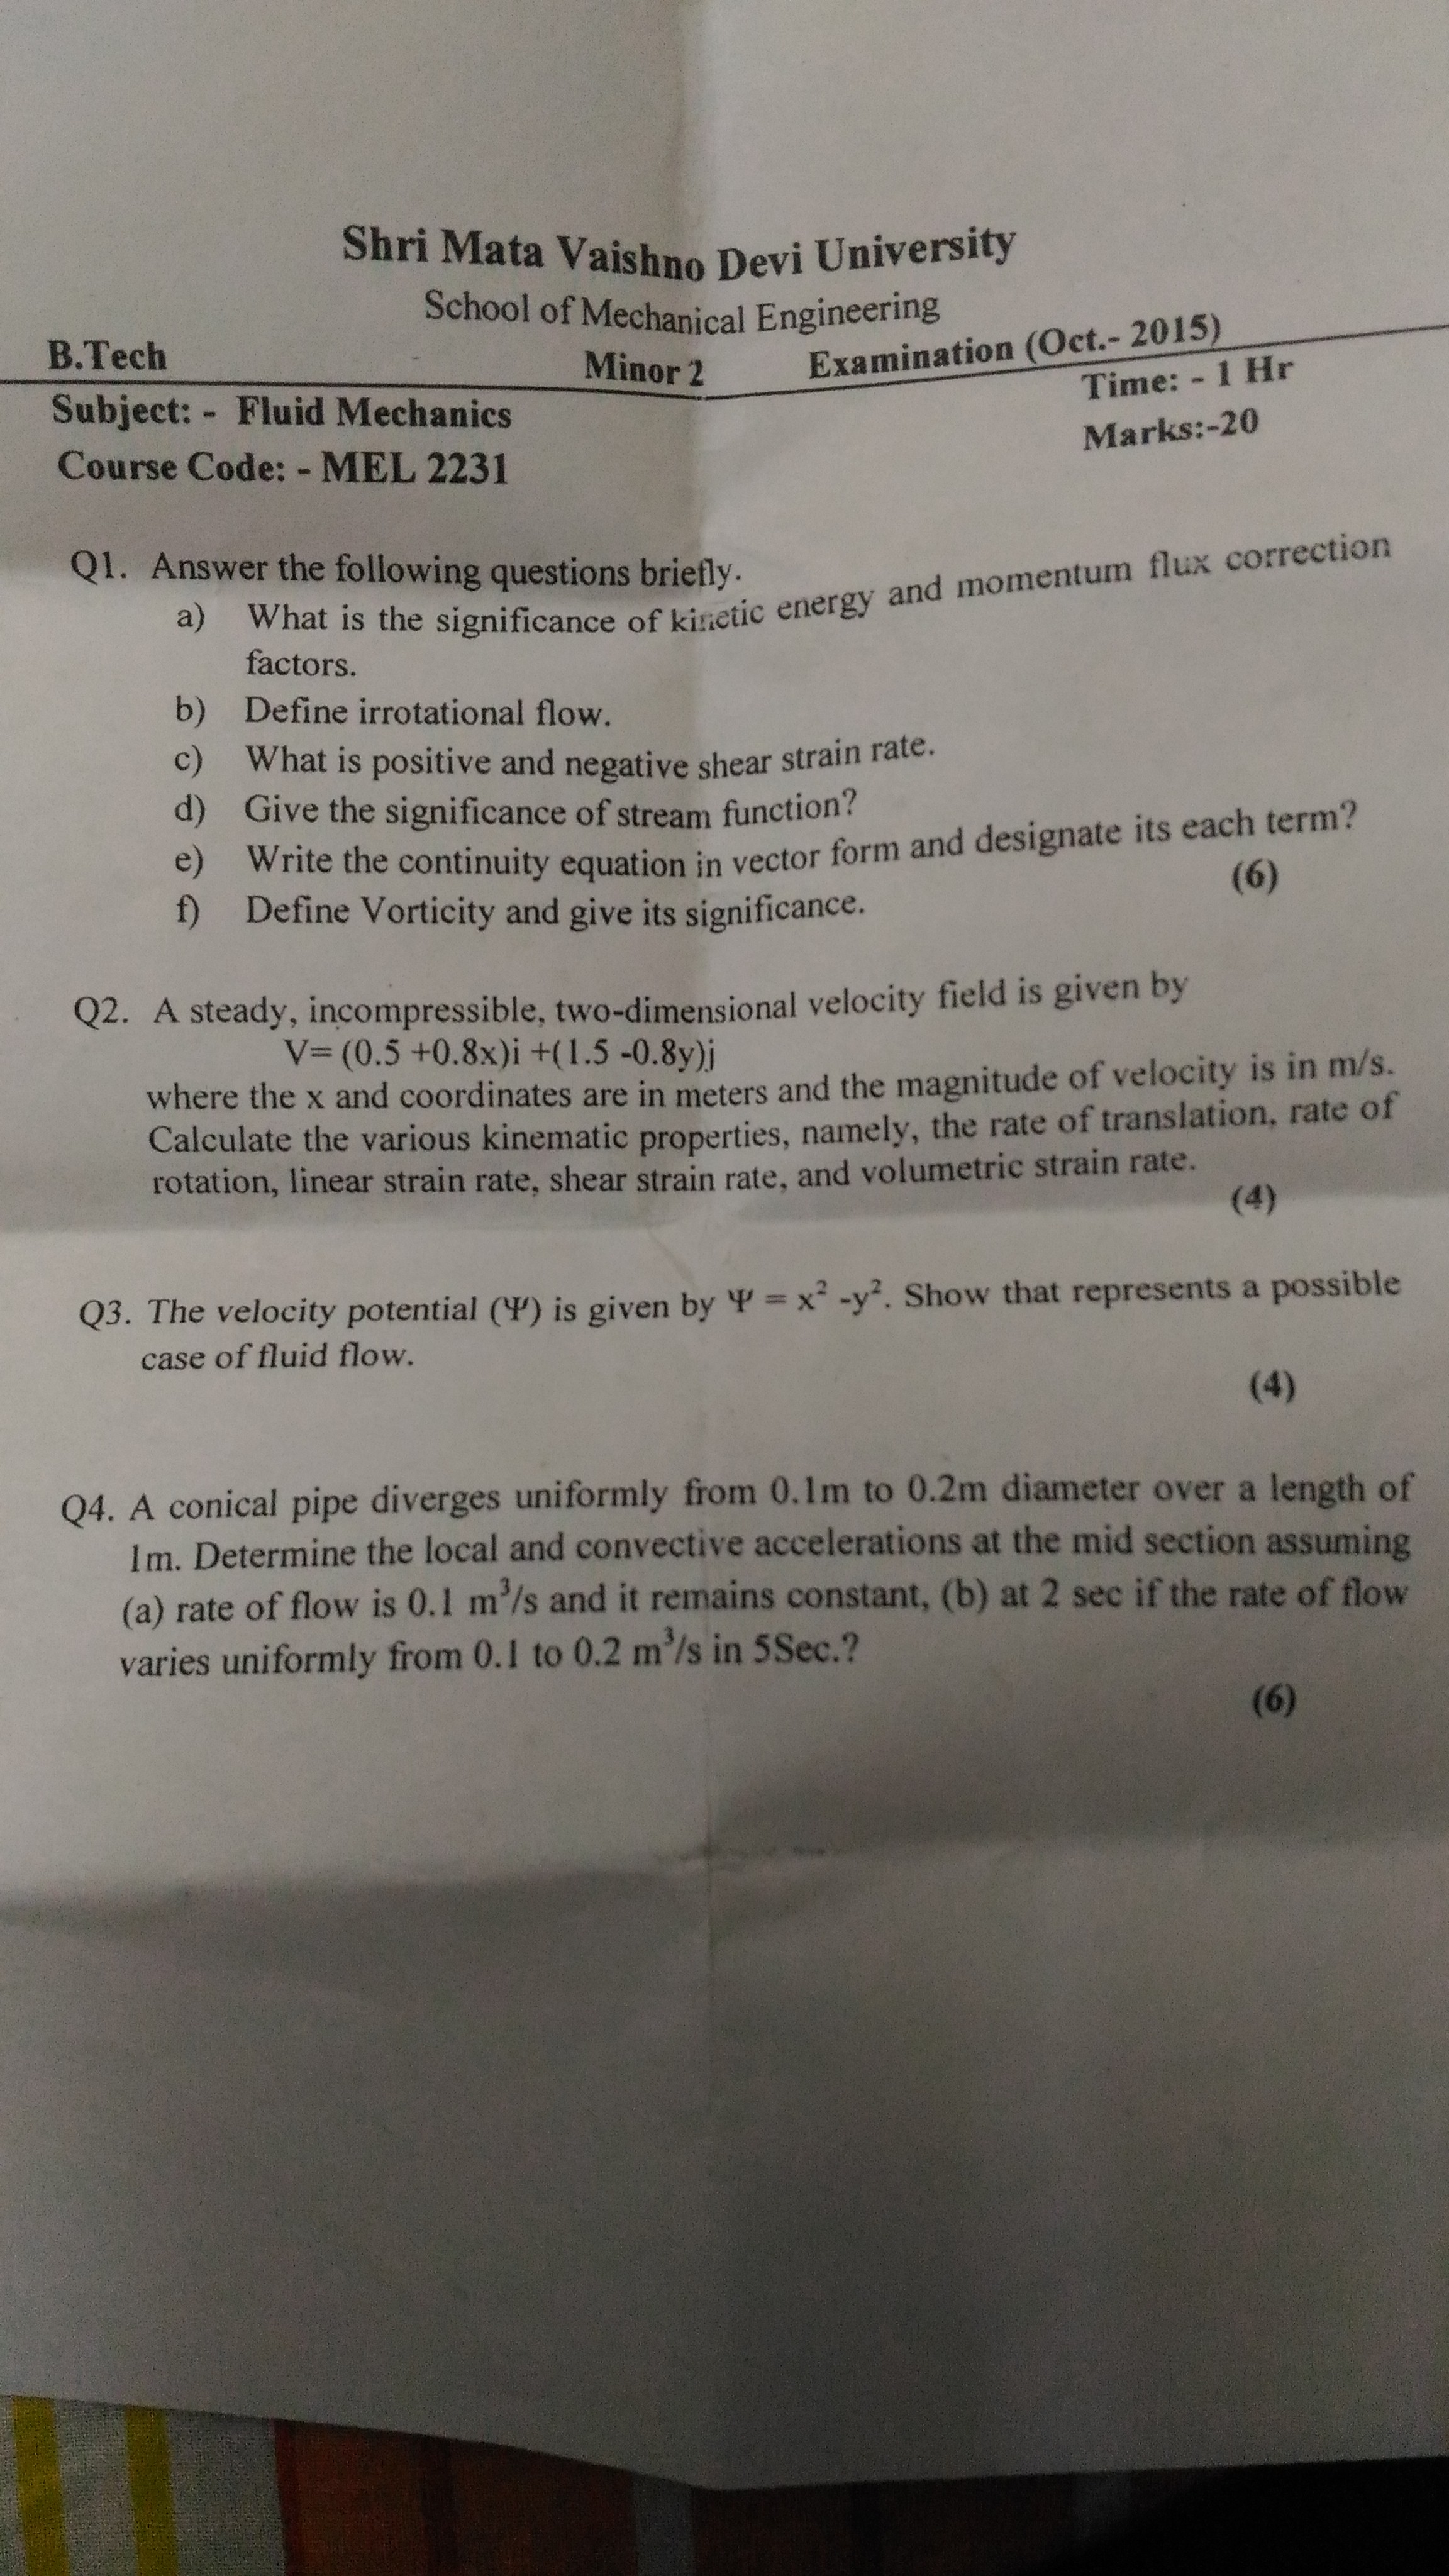 Shri Mata Vaishno Devi University
School of Mechanical Engineering
B.Tech Minor 2 Examination (Oct.- 2015)
Subject: - Fluid Mechanics Time: - 1 Hr
Course Code: - MEL 2231 Marks:-20
Q1. Answer the following questions briefly.
a) What is the significance of kinetic energy and momentum flux correction
factors.
b) Define irrotational flow.
c) What is positive and negative shear strain rate.
d) Give the significance of stream function?
e) Write the continuity equation in vector form and designate its each term?
f) Define Vorticity and give its significance. (6)
Q2. A steady, incompressible, two-dimensional velocity field is given by
V= (0.5 +0.8x)i +(1.5 -0.8y)j
where the x and coordinates are in meters and the magnitude of velocity is in m/s.
Calculate the various kinematic properties, namely, the rate of translation, rate of
rotation, linear strain rate, shear strain rate, and volumetric strain rate.
(4)
Q3. The velocity potential (Ψ) is given by Ψ = x² -y². Show that represents a possible
case of fluid flow.
(4)
Q4. A conical pipe diverges uniformly from 0.1m to 0.2m diameter over a length of
1m. Determine the local and convective accelerations at the mid section assuming
(a) rate of flow is 0.1 m³/s and it remains constant, (b) at 2 sec if the rate of flow
varies uniformly from 0.1 to 0.2 m³/s in 5Sec.?
(6)